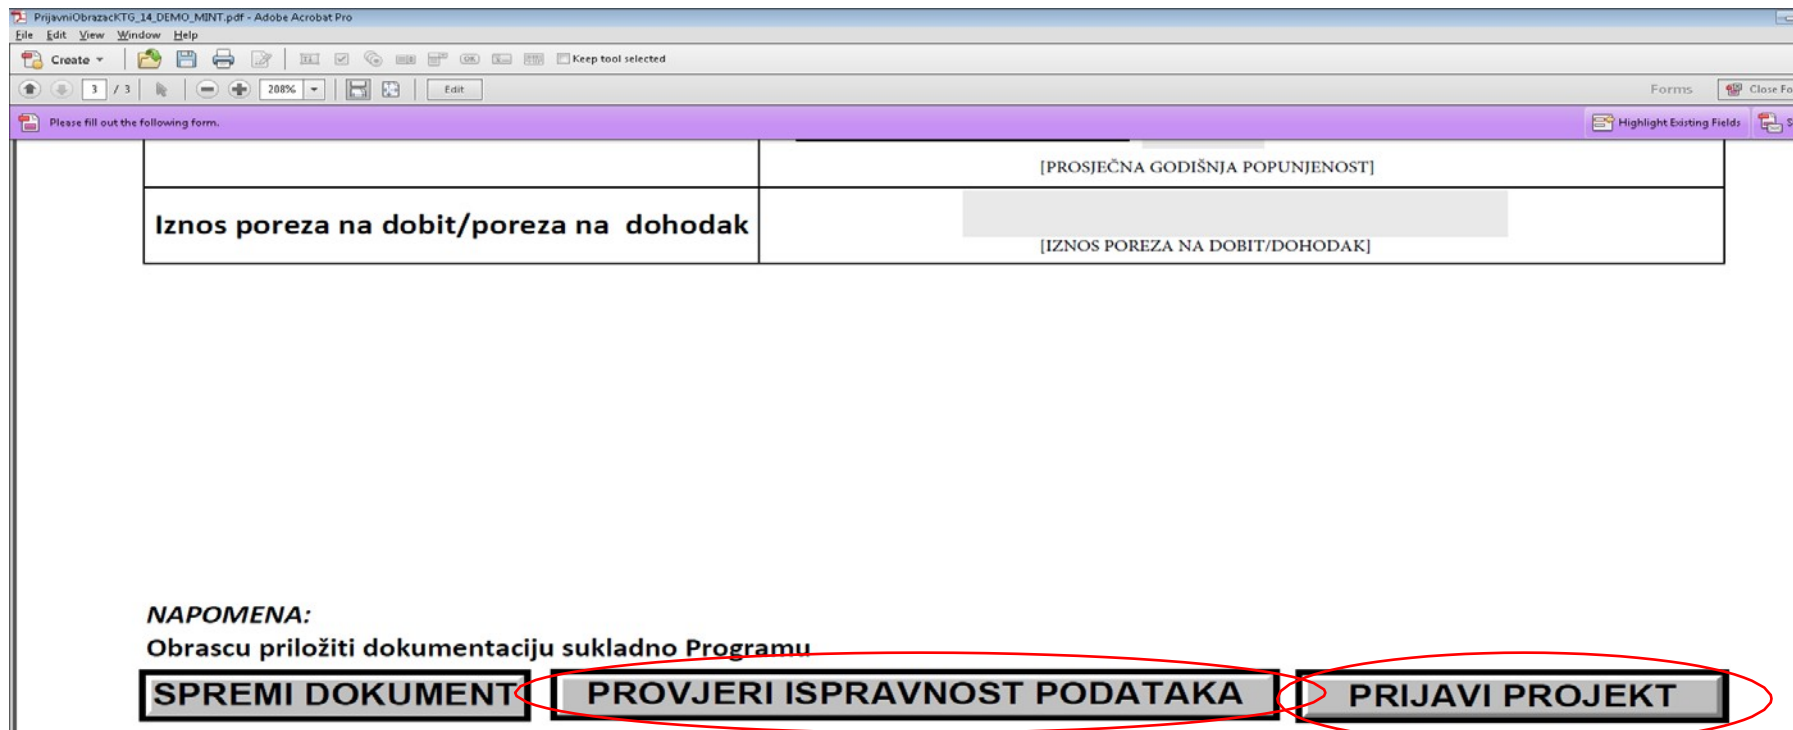 PrijavniObrazacKTG_14_DEMO_MINT.pdf - Adobe Acrobat Pro
File Edit View Window Help
Create Keep tool selected
3 / 3 208% Edit Forms Close Fo
Please fill out the following form. Highlight Existing Fields S
[PROSJEČNA GODIŠNJA POPUNJENOST]
Iznos poreza na dobit/poreza na dohodak
[IZNOS POREZA NA DOBIT/DOHODAK]
NAPOMENA:
Obrascu priložiti dokumentaciju sukladno Programu
SPREMI DOKUMENT PROVJERI ISPRAVNOST PODATAKA PRIJAVI PROJEKT